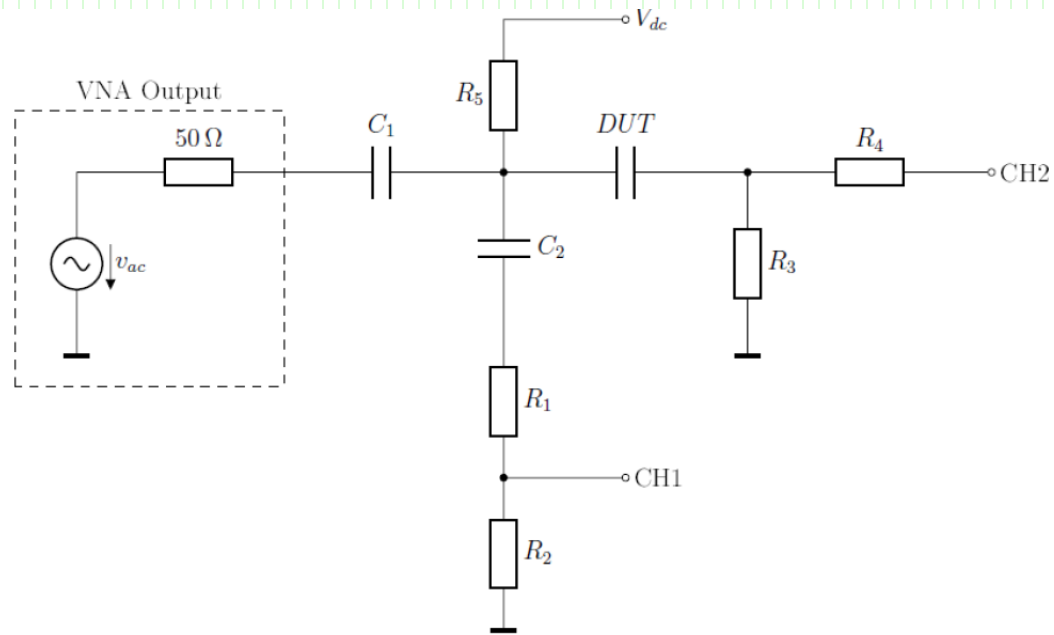 V_dc
VNA Output
R_5
50 Ω
C_1
DUT
R_4
CH2
v_ac
C_2
R_3
R_1
CH1
R_2